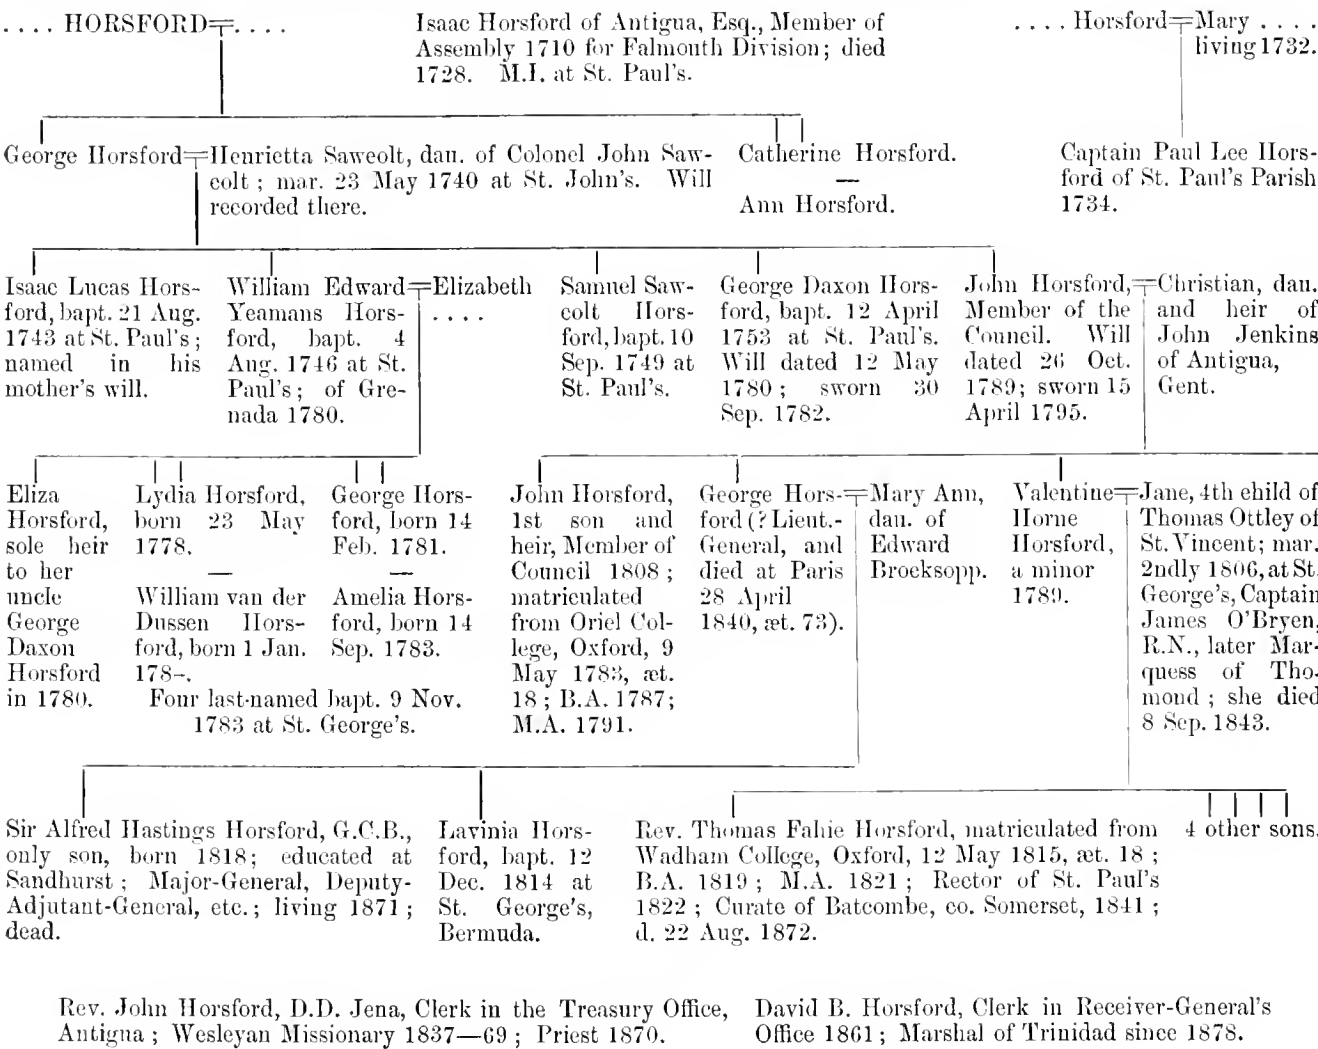 .... HORSFORD=....
Isaac Horsford of Antigua, Esq., Member of
Assembly 1710 for Falmouth Division; died
1728. M.I. at St. Paul's.
.... Horsford=Mary ....
living 1732.
George Horsford=Henrietta Sawcolt, dau. of Colonel John Saw-
colt; mar. 23 May 1740 at St. John's. Will
recorded there.
Catherine Horsford.
—
Ann Horsford.
Captain Paul Lee Hors-
ford of St. Paul's Parish
1734.
Isaac Lucas Hors-
ford, bapt. 21 Aug.
1743 at St. Paul's;
named in his
mother's will.
William Edward=Elizabeth
Yeamans Hors- ....
ford, bapt. 4
Aug. 1746 at St.
Paul's; of Gre-
nada 1780.
Samuel Saw-
colt Hors-
ford, bapt. 10
Sep. 1749 at
St. Paul's.
George Daxon Hors-
ford, bapt. 12 April
1753 at St. Paul's.
Will dated 12 May
1780; sworn 30
Sep. 1782.
John Horsford,=
Member of the
Council. Will
dated 26 Oct.
1789; sworn 15
April 1795.
Christian, dau.
and heir of
John Jenkins
of Antigua,
Gent.
Eliza
Horsford,
sole heir
to her
uncle
George
Daxon
Horsford
in 1780.
Lydia Horsford,
born 23 May
1778.
—
William van der
Dussen Hors-
ford, born 1 Jan.
178-.
George Hors-
ford, born 14
Feb. 1781.
—
Amelia Hors-
ford, born 14
Sep. 1783.
Four last-named bapt. 9 Nov.
1783 at St. George's.
John Horsford,
1st son and
heir, Member of
Council 1808;
matriculated
from Oriel Col-
lege, Oxford, 9
May 1783, æt.
18; B.A. 1787;
M.A. 1791.
George Hors-=
ford (? Lieut.-
General, and
died at Paris
28 April
1840, æt. 73).
Mary Ann,
dau. of
Edward
Brocksopp.
Valentine=
Horne
Horsford,
a minor
1789.
Jane, 4th child of
Thomas Ottley of
St. Vincent; mar.
2ndly 1806, at St.
George's, Captain
James O'Bryen,
R.N., later Mar-
quess of Tho-
mond; she died
8 Sep. 1843.
Sir Alfred Hastings Horsford, G.C.B.,
only son, born 1818; educated at
Sandhurst; Major-General, Deputy-
Adjutant-General, etc.; living 1871;
dead.
Lavinia Hors-
ford, bapt. 12
Dec. 1814 at
St. George's,
Bermuda.
Rev. Thomas Fahie Horsford, matriculated from
Wadham College, Oxford, 12 May 1815, æt. 18;
B.A. 1819; M.A. 1821; Rector of St. Paul's
1822; Curate of Batcombe, co. Somerset, 1841;
d. 22 Aug. 1872.
4 other sons.
Rev. John Horsford, D.D. Jena, Clerk in the Treasury Office,
Antigua; Wesleyan Missionary 1837—69; Priest 1870.
David B. Horsford, Clerk in Receiver-General's
Office 1861; Marshal of Trinidad since 1878.